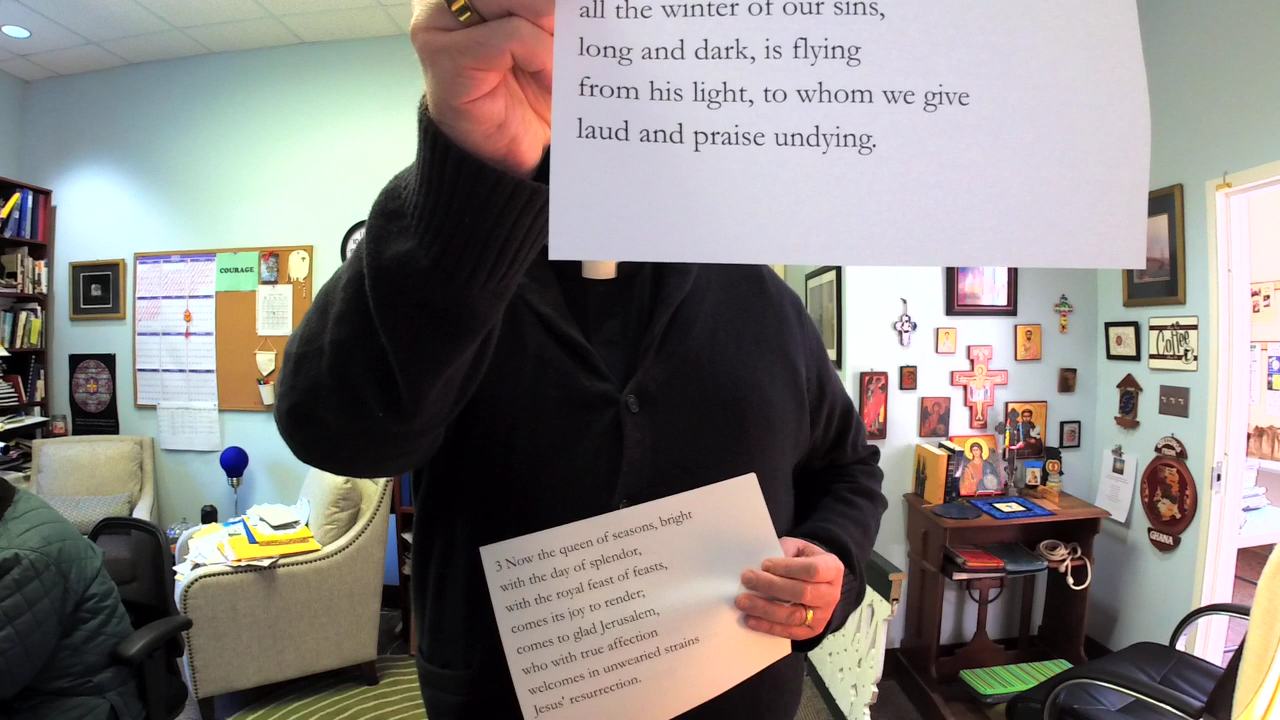 all the winter of our sins,
long and dark, is flying
from his light, to whom we give
laud and praise undying.
3 Now the queen of seasons, bright
with the day of splendor,
with the royal feast of feasts,
comes its joy to render;
comes to glad Jerusalem,
who with true affection
welcomes in unwearied strains
Jesus' resurrection.
COURAGE
Coffee
GHANA